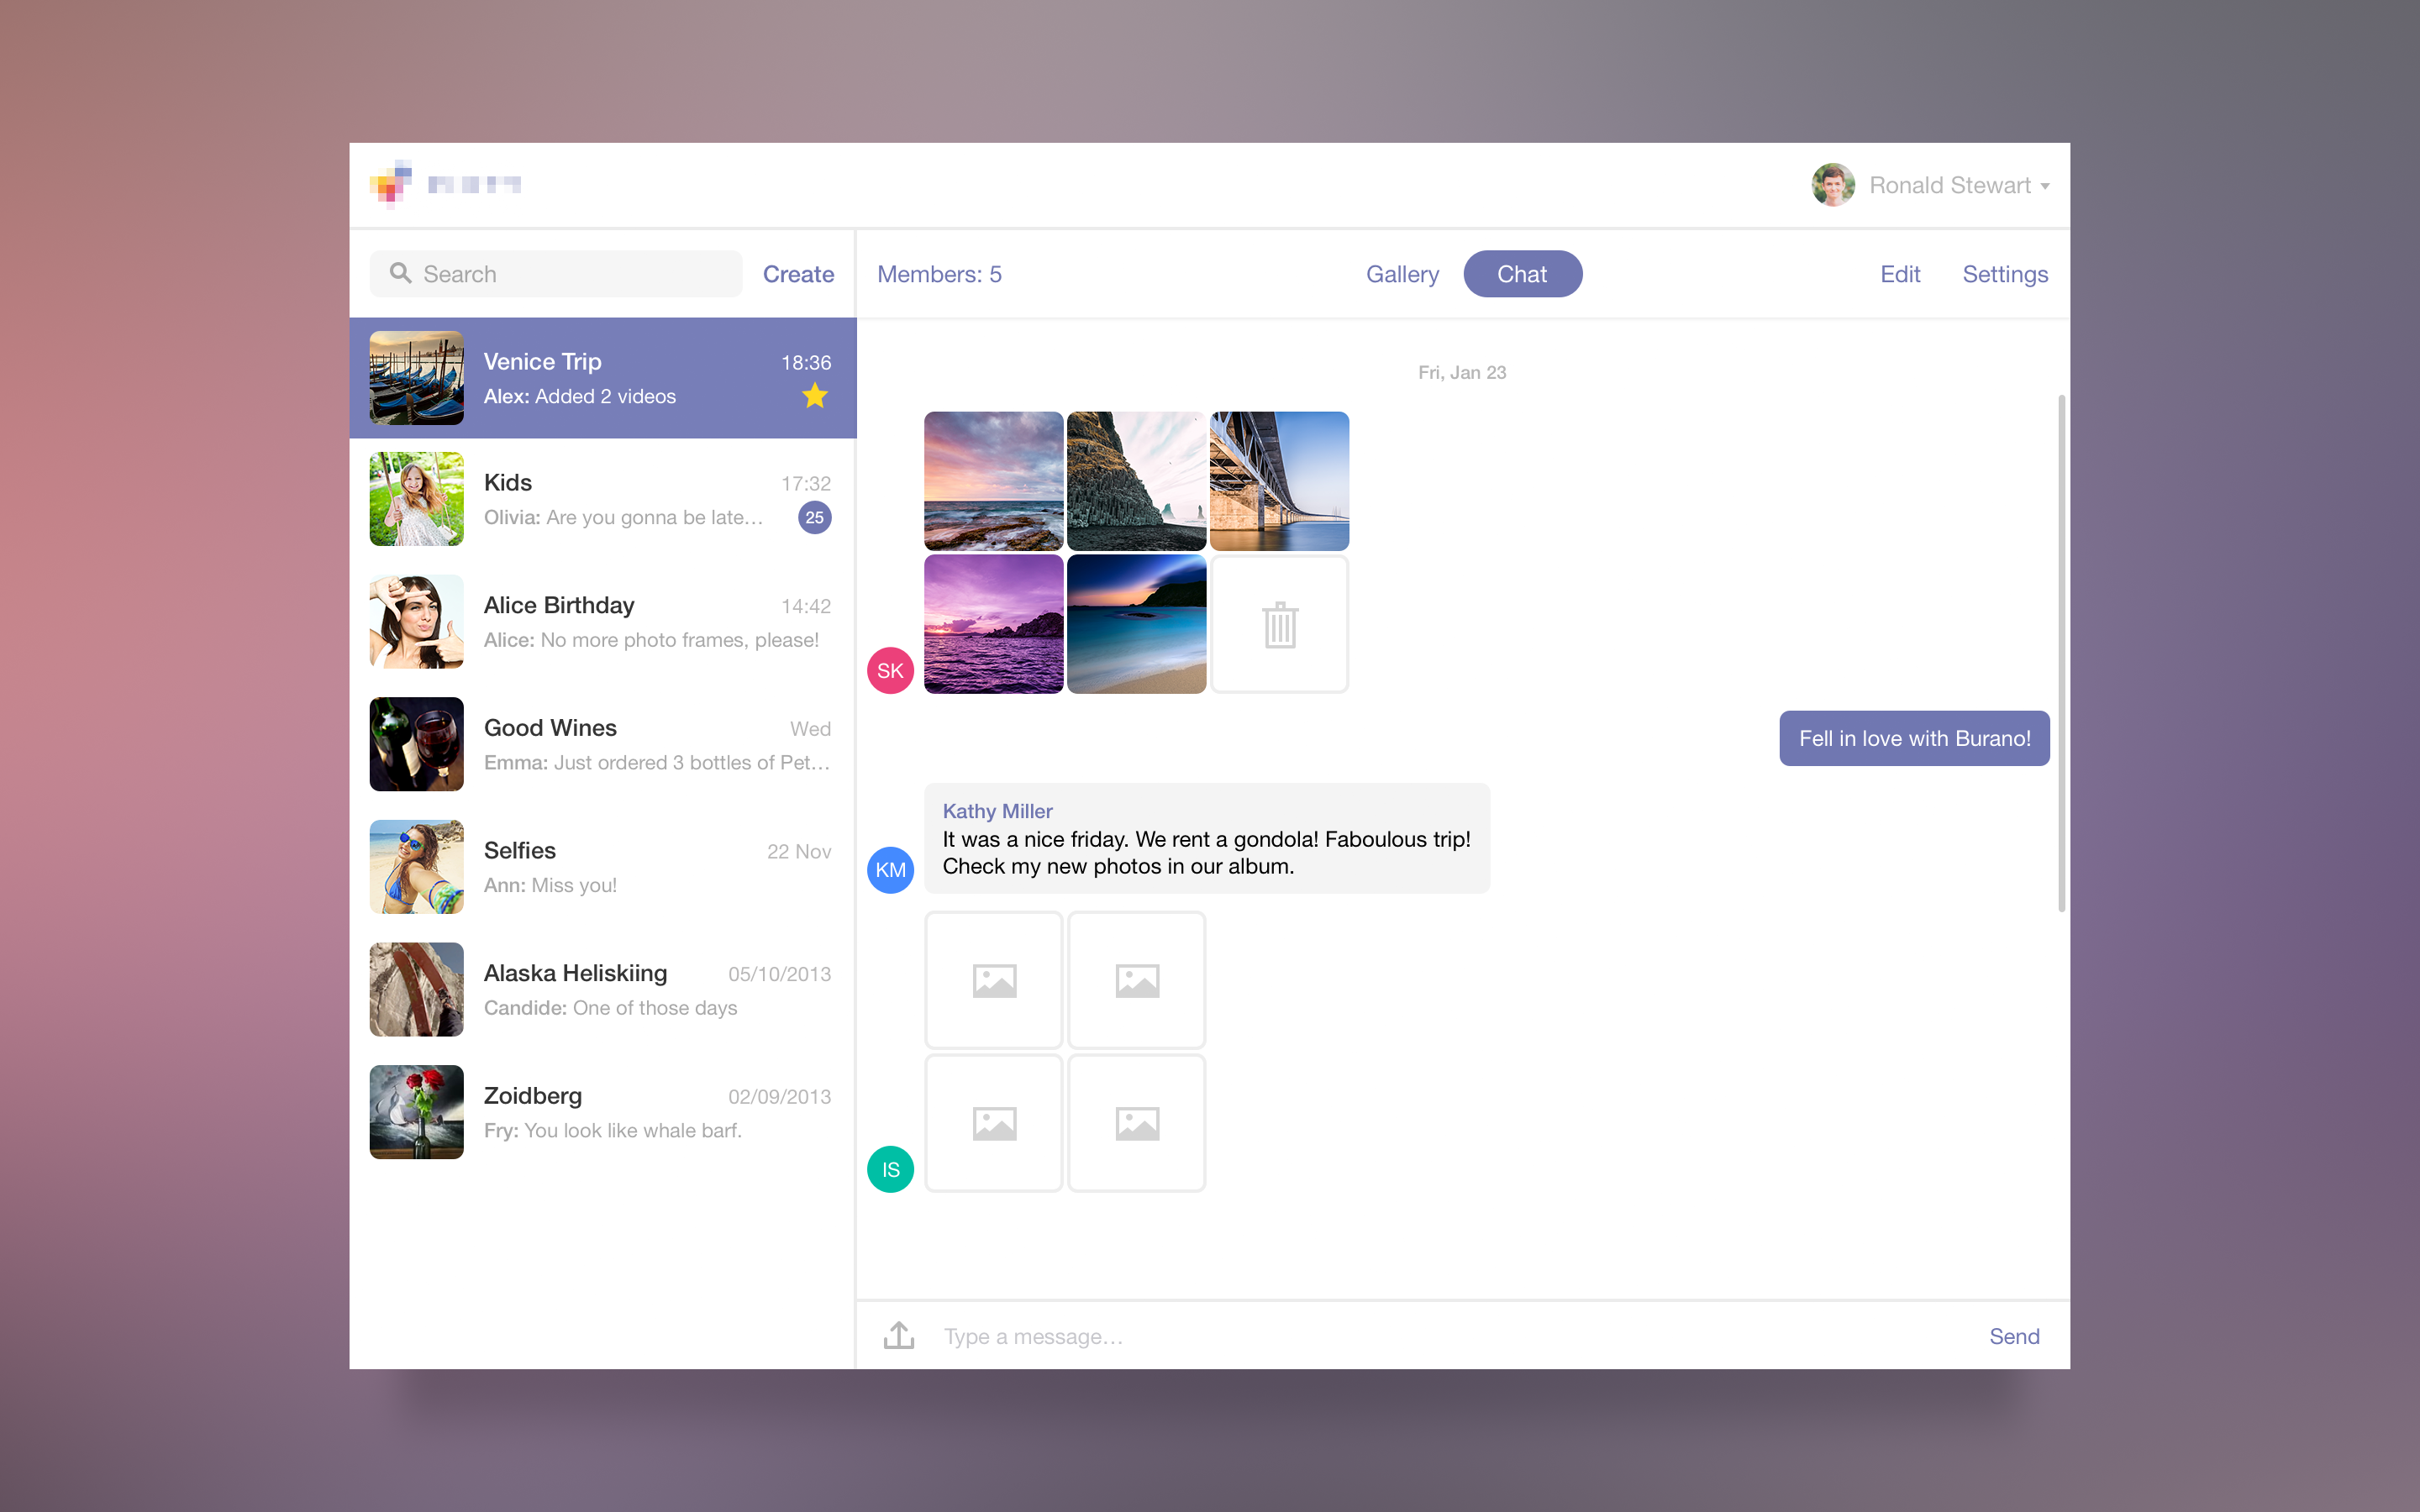 Ronald Stewart
Search
Create
Members: 5
Gallery
Chat
Edit
Settings
Venice Trip
18:36
Alex: Added 2 videos
Kids
17:32
Olivia: Are you gonna be late…
25
Alice Birthday
14:42
Alice: No more photo frames, please!
Good Wines
Wed
Emma: Just ordered 3 bottles of Pet…
Selfies
22 Nov
Ann: Miss you!
Alaska Heliskiing
05/10/2013
Candide: One of those days
Zoidberg
02/09/2013
Fry: You look like whale barf.
Fri, Jan 23
SK
Fell in love with Burano!
Kathy Miller
It was a nice friday. We rent a gondola! Faboulous trip!
Check my new photos in our album.
KM
IS
Type a message…
Send